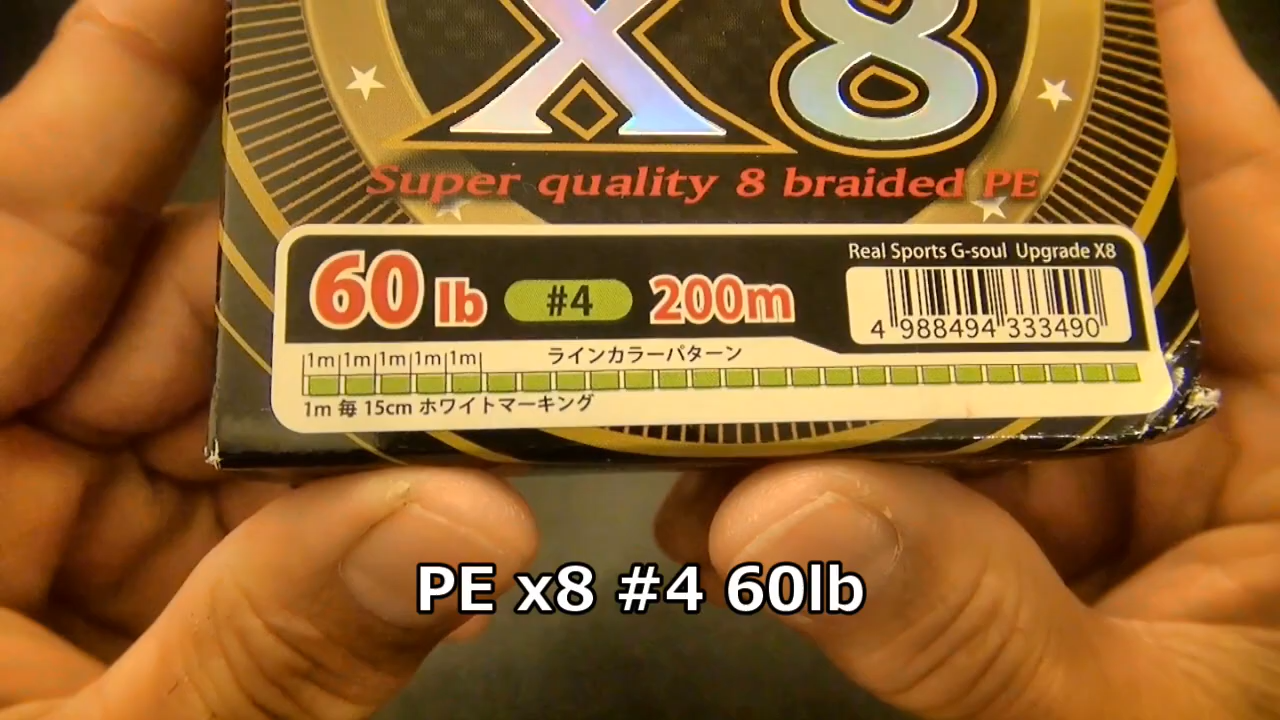 X8
Super quality 8 braided PE
60 lb #4 200m
Real Sports G-soul Upgrade X8
4 988494 333490
1m 1m 1m 1m 1m ラインカラーパターン
1m 毎 15cm ホワイトマーキング
PE x8 #4 60lb